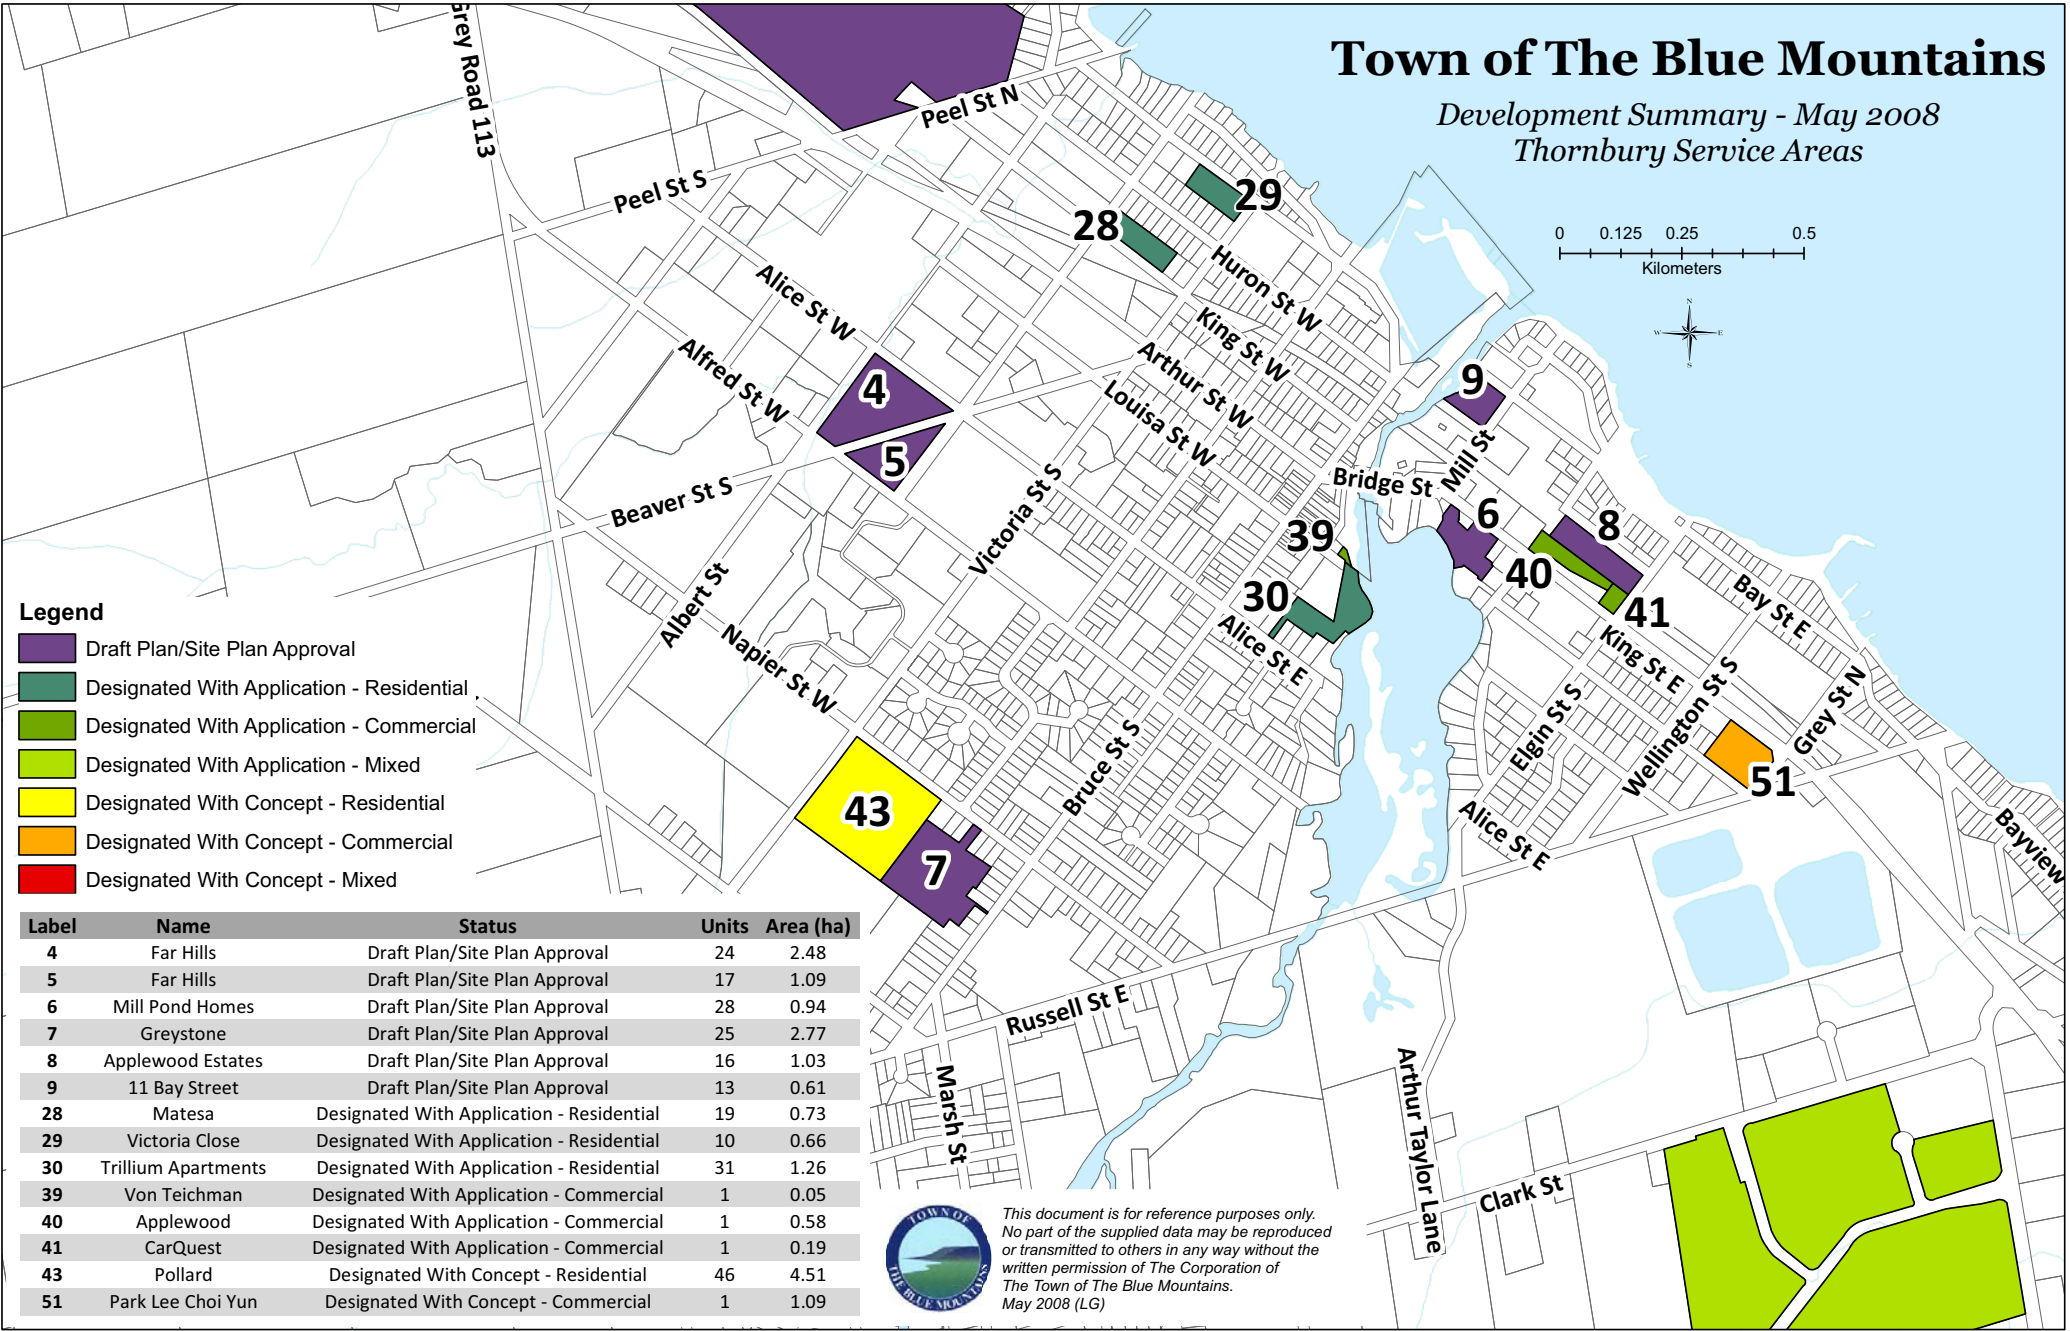 Town of The Blue Mountains
Development Summary - May 2008
Thornbury Service Areas
0 0.125 0.25 0.5
Kilometers
N
W E
S
Grey Road 113
Peel St N
Peel St S
29
28
Huron St W
Alice St W
King St W
Alfred St W
Arthur St W
4
9
Louisa St W
5
Mill St
Bridge St
Beaver St S
Victoria St S
6
8
39
40
Bay St E
30
41
Albert St
Alice St E
King St E
Napier St W
Elgin St S
Wellington St S
Grey St N
Bruce St S
51
43
Alice St E
Bayview
7
Russell St E
Marsh St
Arthur Taylor Lane
Clark St
Legend
Draft Plan/Site Plan Approval
Designated With Application - Residential
Designated With Application - Commercial
Designated With Application - Mixed
Designated With Concept - Residential
Designated With Concept - Commercial
Designated With Concept - Mixed
Label Name Status Units Area (ha)
4 Far Hills Draft Plan/Site Plan Approval 24 2.48
5 Far Hills Draft Plan/Site Plan Approval 17 1.09
6 Mill Pond Homes Draft Plan/Site Plan Approval 28 0.94
7 Greystone Draft Plan/Site Plan Approval 25 2.77
8 Applewood Estates Draft Plan/Site Plan Approval 16 1.03
9 11 Bay Street Draft Plan/Site Plan Approval 13 0.61
28 Matesa Designated With Application - Residential 19 0.73
29 Victoria Close Designated With Application - Residential 10 0.66
30 Trillium Apartments Designated With Application - Residential 31 1.26
39 Von Teichman Designated With Application - Commercial 1 0.05
40 Applewood Designated With Application - Commercial 1 0.58
41 CarQuest Designated With Application - Commercial 1 0.19
43 Pollard Designated With Concept - Residential 46 4.51
51 Park Lee Choi Yun Designated With Concept - Commercial 1 1.09
TOWN OF
THE BLUE MOUNTAINS
This document is for reference purposes only.
No part of the supplied data may be reproduced
or transmitted to others in any way without the
written permission of The Corporation of
The Town of The Blue Mountains.
May 2008 (LG)